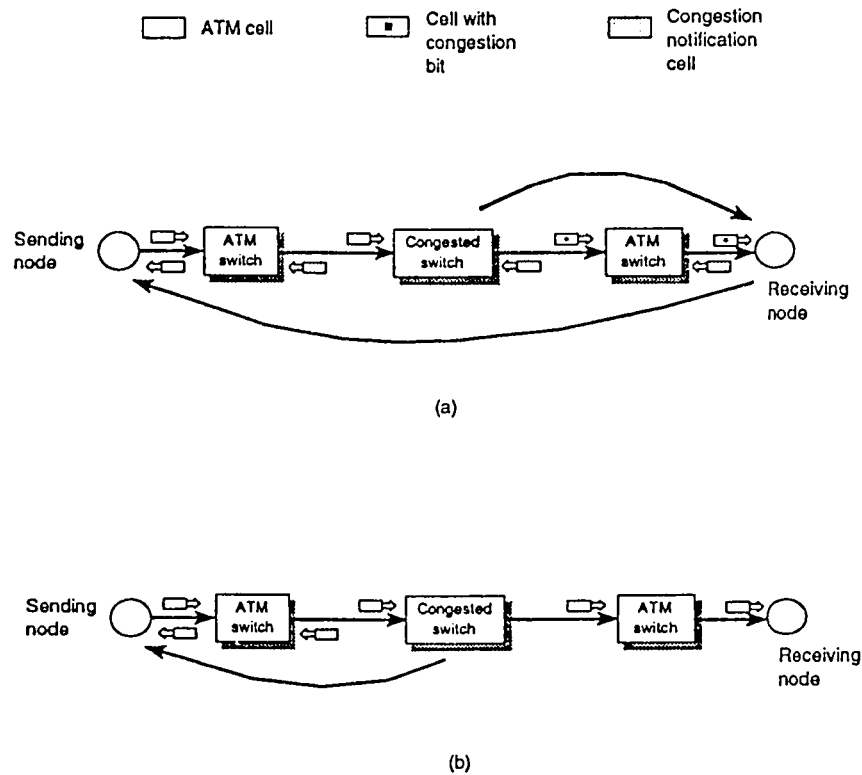 ATM cell
Cell with
congestion
bit
Congestion
notification
cell
Sending
node
ATM
switch
Congested
switch
ATM
switch
Receiving
node
(a)
Sending
node
ATM
switch
Congested
switch
ATM
switch
Receiving
node
(b)